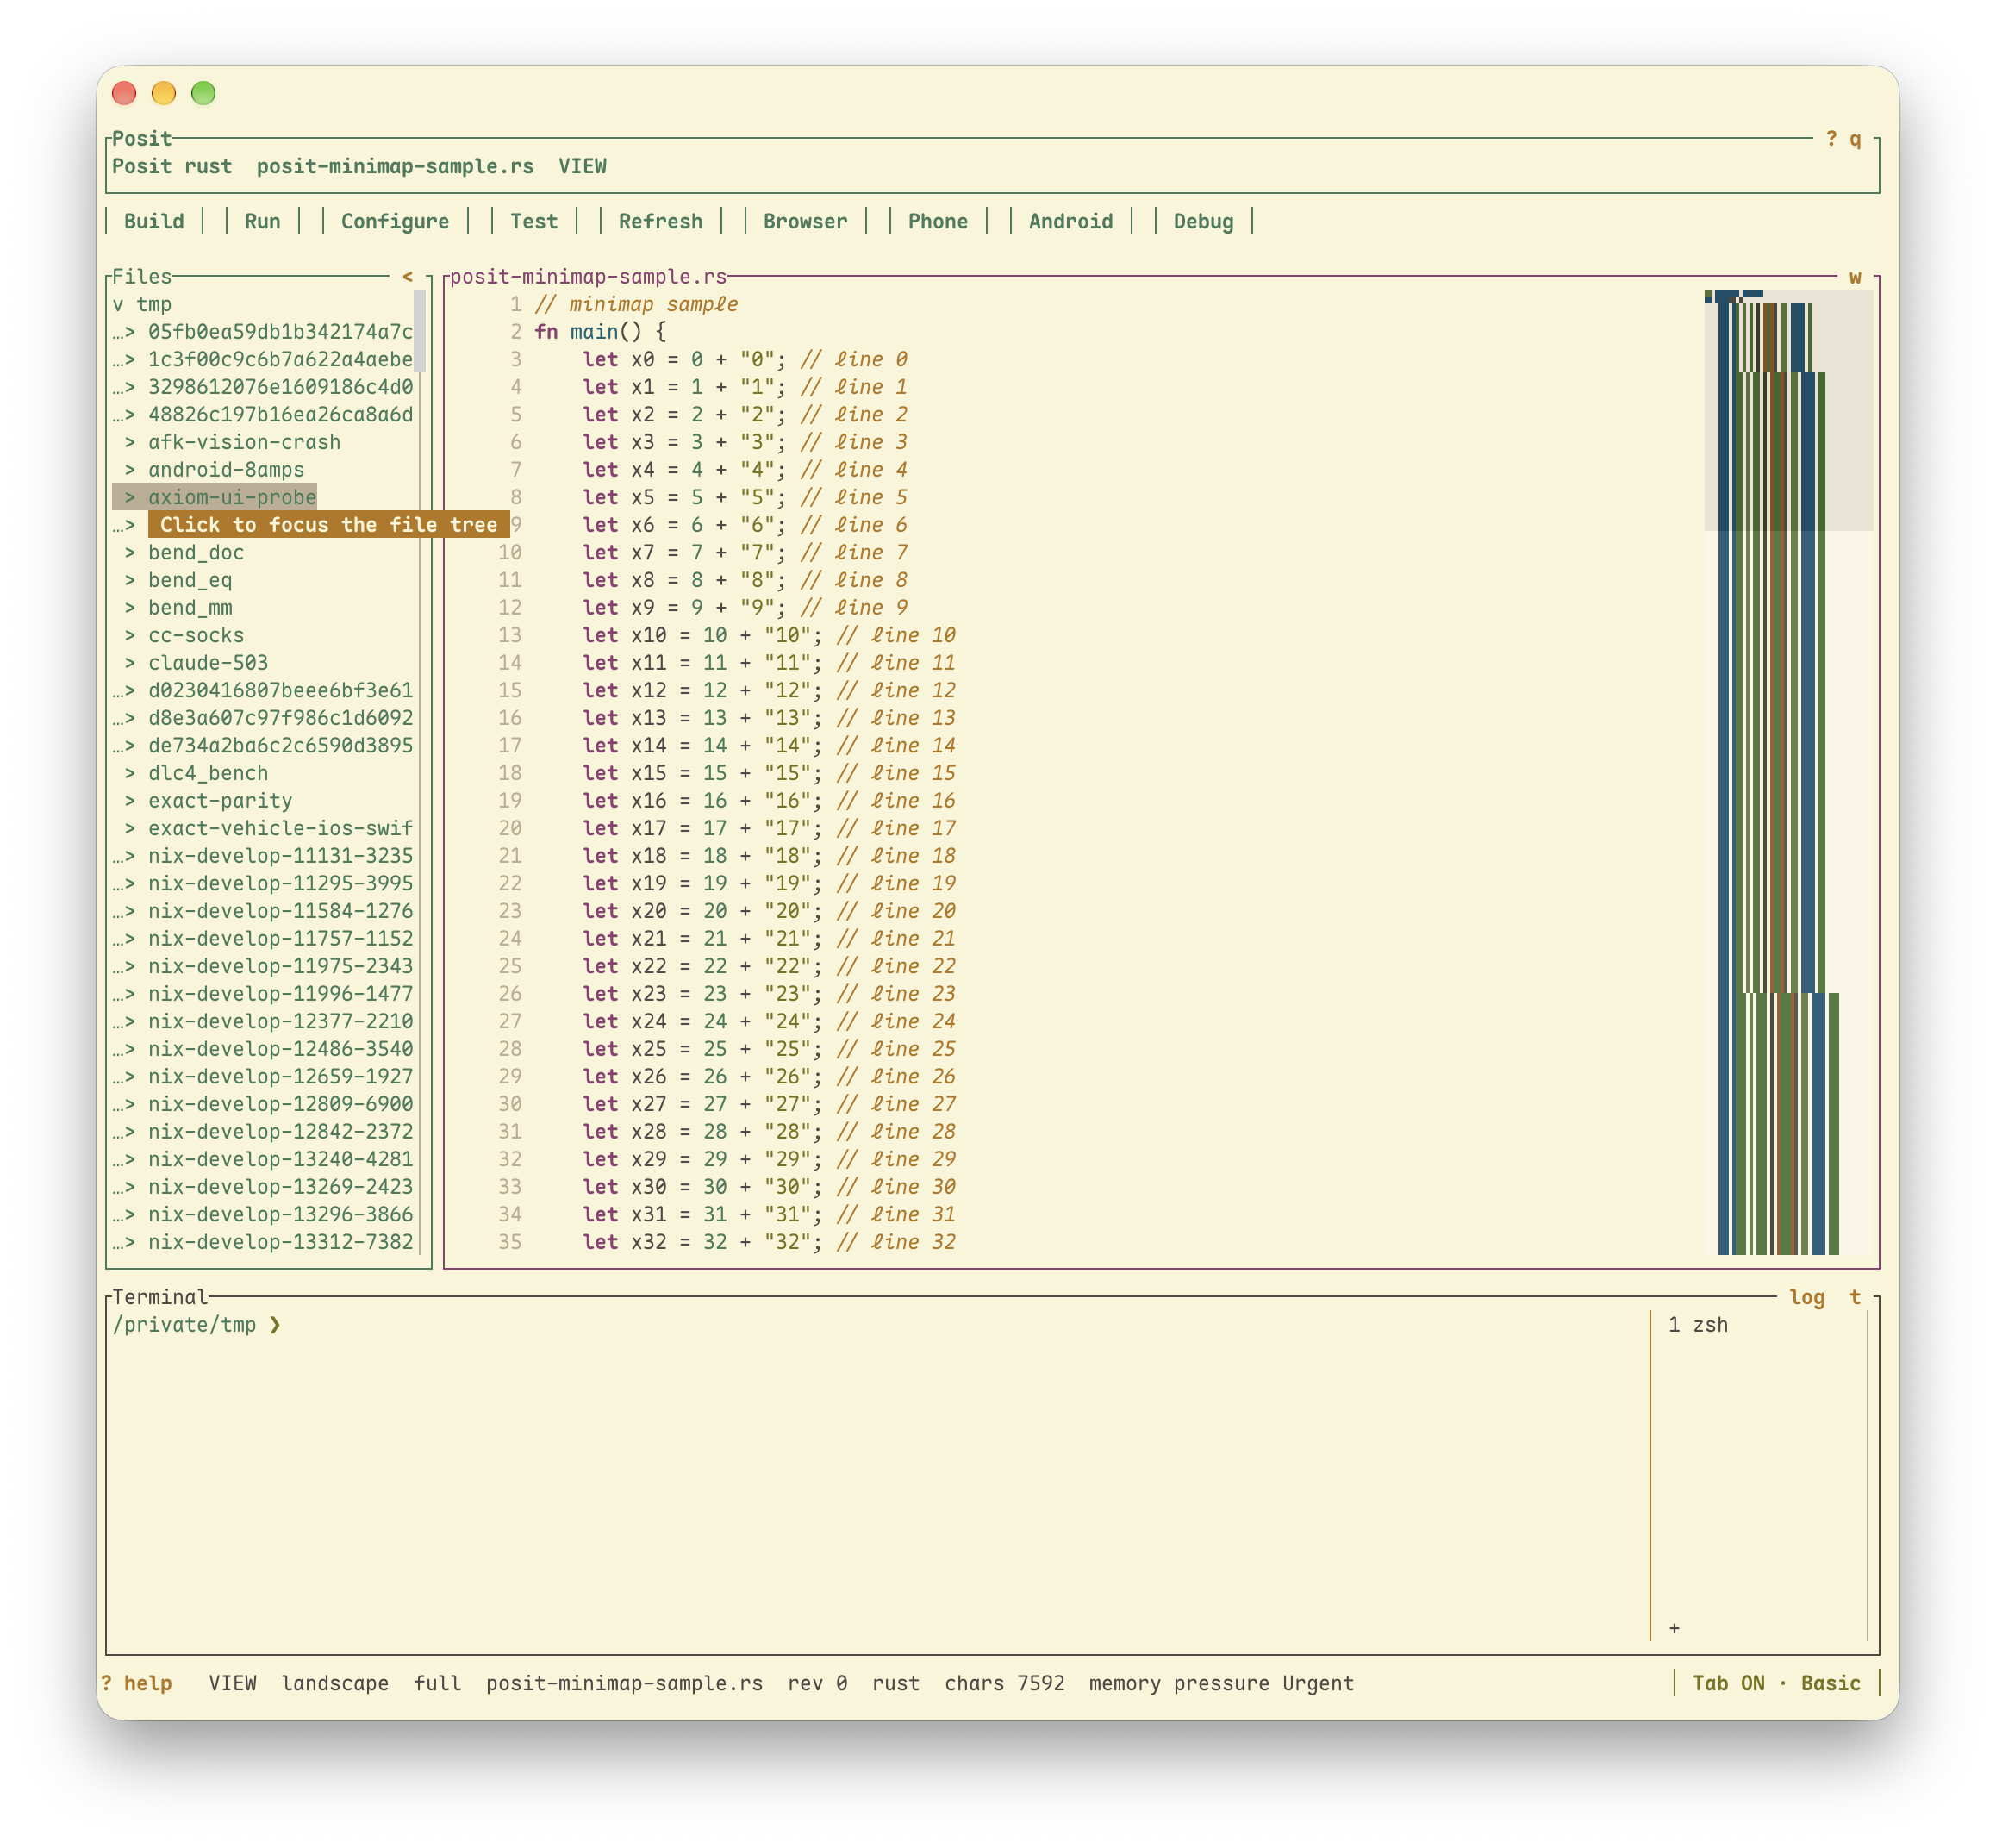 Posit ? q
Posit rust posit-minimap-sample.rs VIEW
Build Run Configure Test Refresh Browser Phone Android Debug
Files <
v tmp
…> 05fb0ea59db1b342174a7c
…> 1c3f00c9c6b7a622a4aebe
…> 3298612076e1609186c4d0
…> 48826c197b16ea26ca8a6d
> afk-vision-crash
> android-8amps
> axiom-ui-probe
…> Click to focus the file tree
> bend_doc
> bend_eq
> bend_mm
> cc-socks
> claude-503
…> d0230416807beee6bf3e61
…> d8e3a607c97f986c1d6092
…> de734a2ba6c2c6590d3895
> dlc4_bench
> exact-parity
> exact-vehicle-ios-swif
…> nix-develop-11131-3235
…> nix-develop-11295-3995
…> nix-develop-11584-1276
…> nix-develop-11757-1152
…> nix-develop-11975-2343
…> nix-develop-11996-1477
…> nix-develop-12377-2210
…> nix-develop-12486-3540
…> nix-develop-12659-1927
…> nix-develop-12809-6900
…> nix-develop-12842-2372
…> nix-develop-13240-4281
…> nix-develop-13269-2423
…> nix-develop-13296-3866
…> nix-develop-13312-7382
posit-minimap-sample.rs w
1 // minimap sample
2 fn main() {
3     let x0 = 0 + "0"; // line 0
4     let x1 = 1 + "1"; // line 1
5     let x2 = 2 + "2"; // line 2
6     let x3 = 3 + "3"; // line 3
7     let x4 = 4 + "4"; // line 4
8     let x5 = 5 + "5"; // line 5
9     let x6 = 6 + "6"; // line 6
10     let x7 = 7 + "7"; // line 7
11     let x8 = 8 + "8"; // line 8
12     let x9 = 9 + "9"; // line 9
13     let x10 = 10 + "10"; // line 10
14     let x11 = 11 + "11"; // line 11
15     let x12 = 12 + "12"; // line 12
16     let x13 = 13 + "13"; // line 13
17     let x14 = 14 + "14"; // line 14
18     let x15 = 15 + "15"; // line 15
19     let x16 = 16 + "16"; // line 16
20     let x17 = 17 + "17"; // line 17
21     let x18 = 18 + "18"; // line 18
22     let x19 = 19 + "19"; // line 19
23     let x20 = 20 + "20"; // line 20
24     let x21 = 21 + "21"; // line 21
25     let x22 = 22 + "22"; // line 22
26     let x23 = 23 + "23"; // line 23
27     let x24 = 24 + "24"; // line 24
28     let x25 = 25 + "25"; // line 25
29     let x26 = 26 + "26"; // line 26
30     let x27 = 27 + "27"; // line 27
31     let x28 = 28 + "28"; // line 28
32     let x29 = 29 + "29"; // line 29
33     let x30 = 30 + "30"; // line 30
34     let x31 = 31 + "31"; // line 31
35     let x32 = 32 + "32"; // line 32
Terminal log t
/private/tmp ❯
1 zsh
+
? help VIEW landscape full posit-minimap-sample.rs rev 0 rust chars 7592 memory pressure Urgent Tab ON · Basic